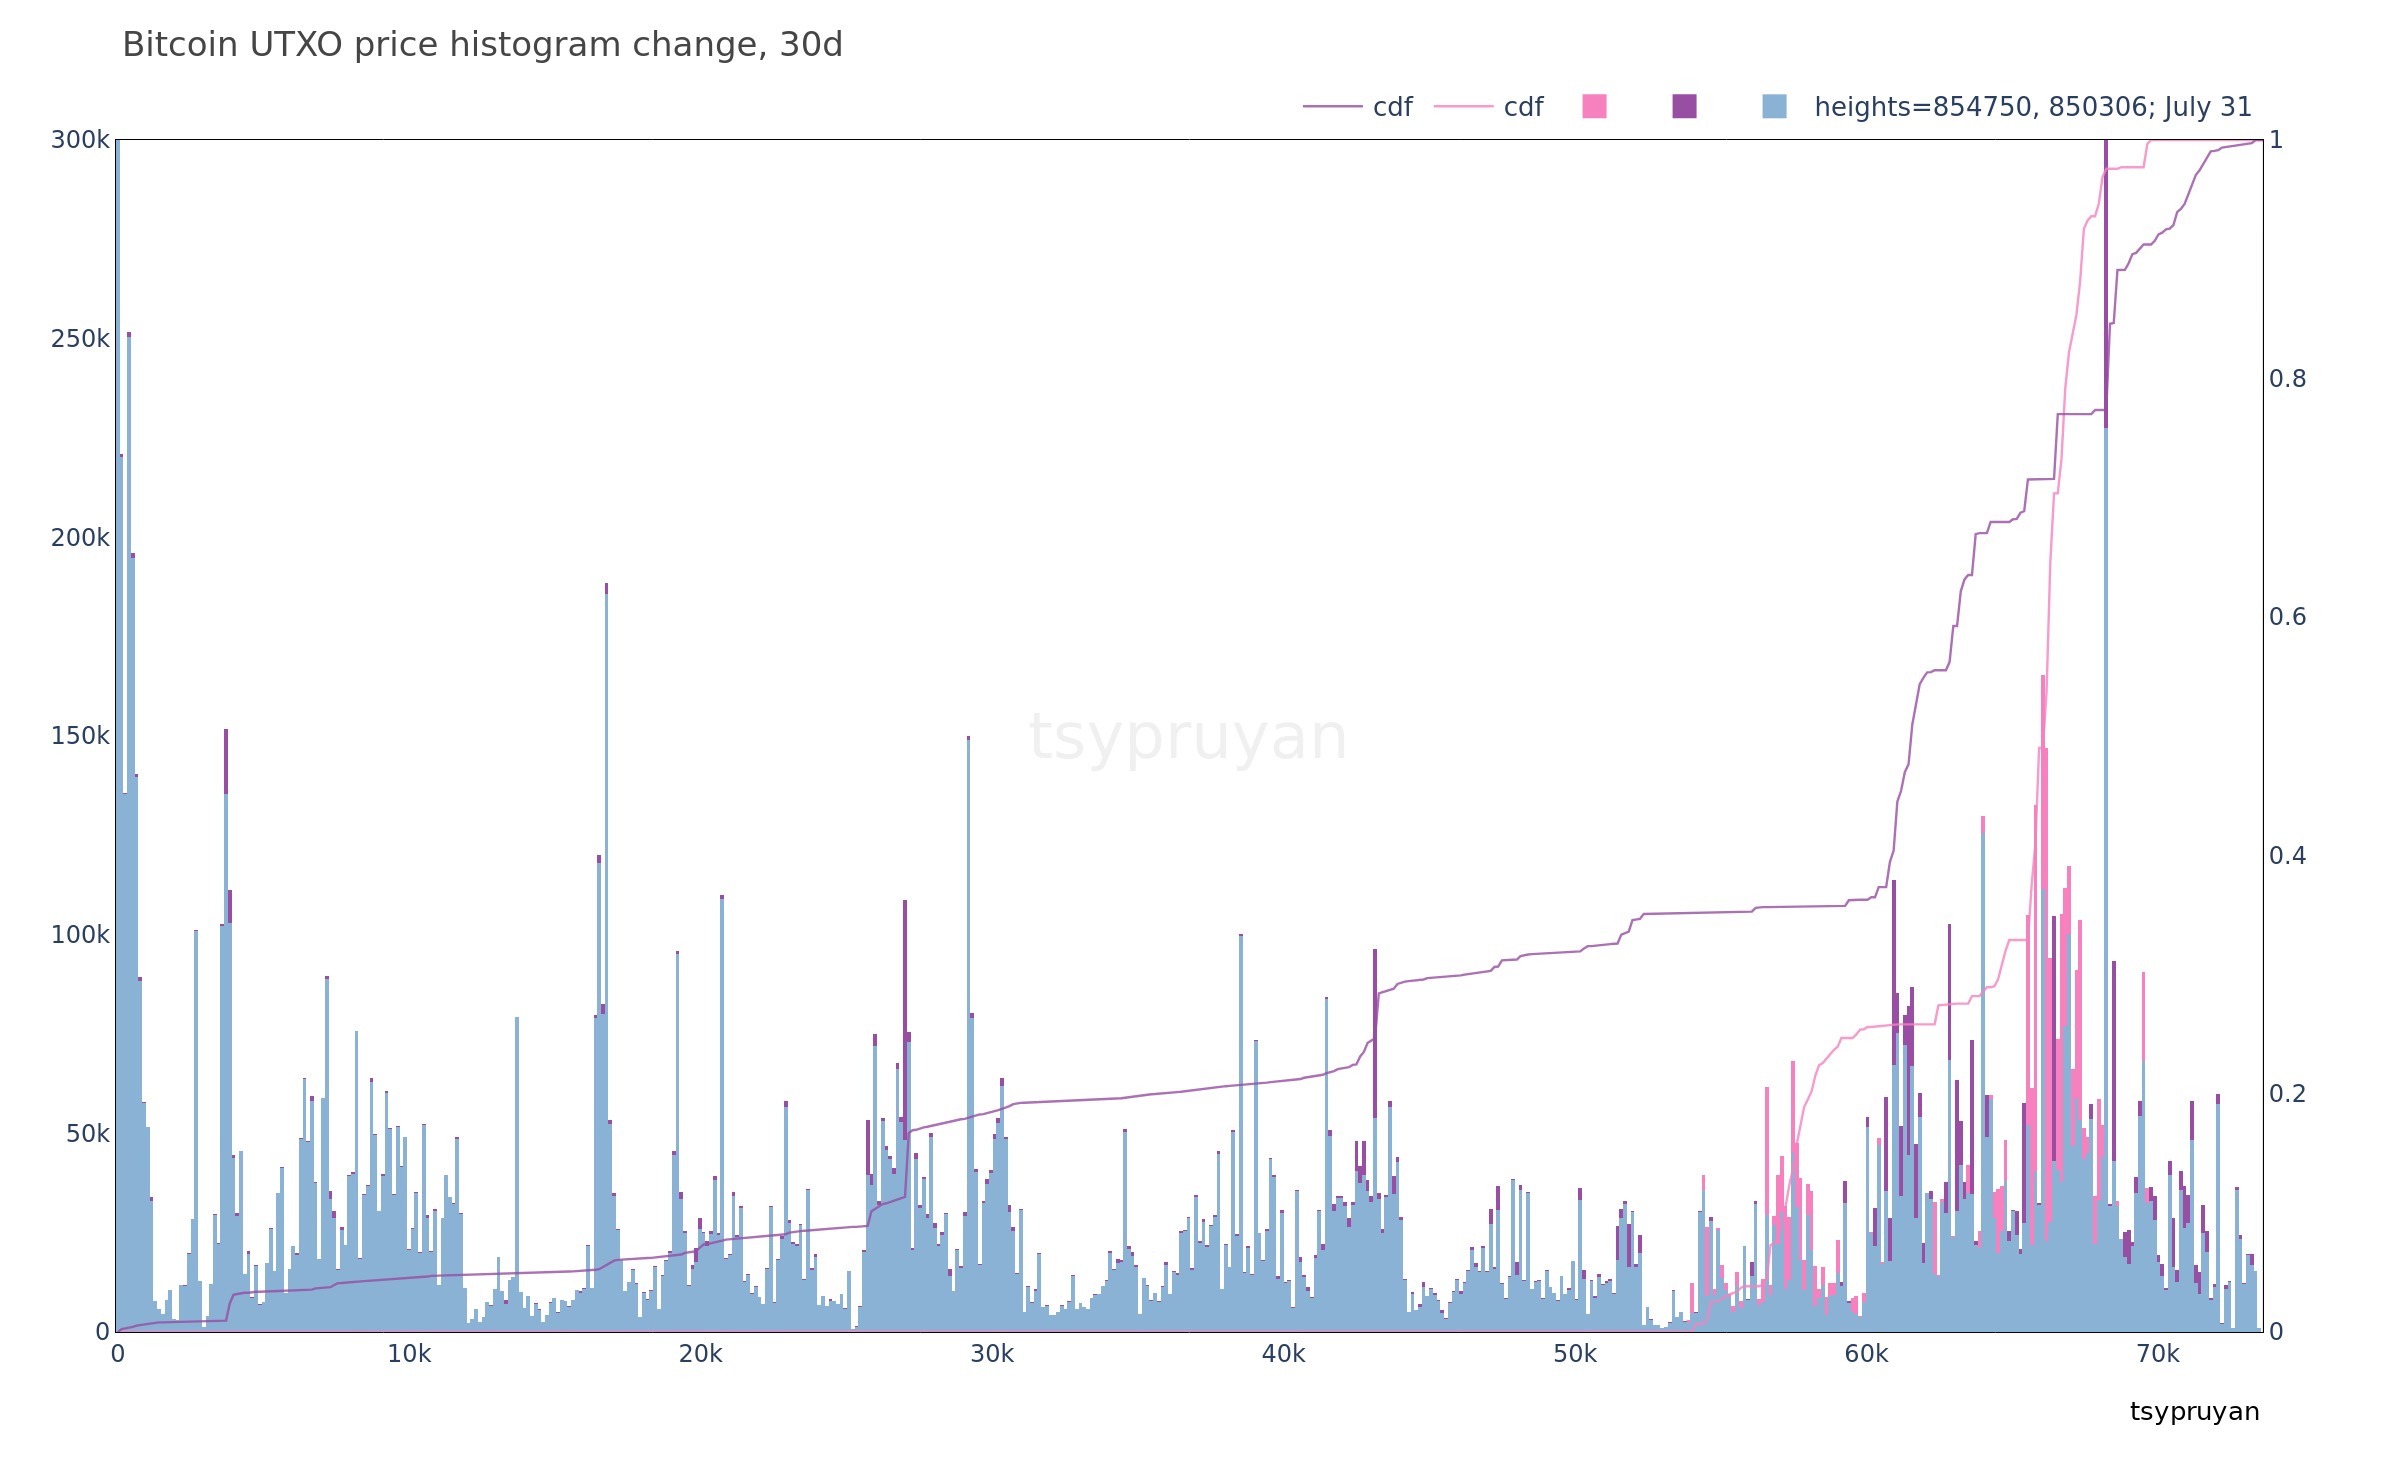 Bitcoin UTXO price histogram change, 30d
cdf cdf heights=854750, 850306; July 31
300k 1
250k
0.8
200k
0.6
150k
tsypruyan
0.4
100k
0.2
50k
0 0
0 10k 20k 30k 40k 50k 60k 70k
tsypruyan